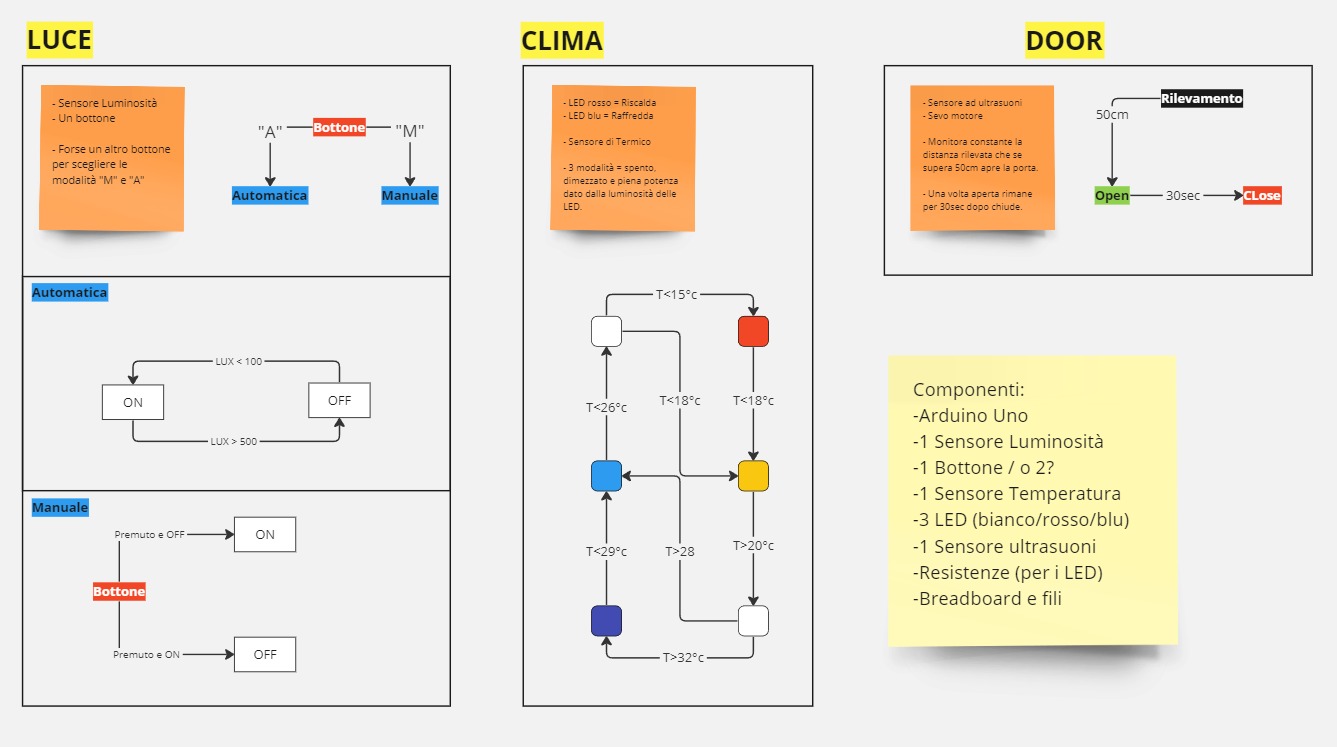 LUCE
- Sensore Luminosità
- Un bottone
- Forse un altro bottone
per scegliere le
modalità "M" e "A"
"A"
Bottone
"M"
Automatica
Manuale
Automatica
LUX < 100
ON
OFF
LUX > 500
Manuale
Premuto e OFF
ON
Bottone
Premuto e ON
OFF
CLIMA
- LED rosso = Riscalda
- LED blu = Raffredda
- Sensore di Termico
- 3 modalità = spento,
dimezzato e piena potenza
dato dalla luminosità delle
LED.
T<15°c
T<26°c
T<18°c
T<18°c
T<29°c
T>28
T>20°c
T>32°c
DOOR
- Sensore ad ultrasuoni
- Sevo motore
- Monitora constante la
distanza rilevata che se
supera 50cm apre la porta.
- Una volta aperta rimane
per 30sec dopo chiude.
Rilevamento
50cm
Open
30sec
CLose
Componenti:
-Arduino Uno
-1 Sensore Luminosità
-1 Bottone / o 2?
-1 Sensore Temperatura
-3 LED (bianco/rosso/blu)
-1 Sensore ultrasuoni
-Resistenze (per i LED)
-Breadboard e fili